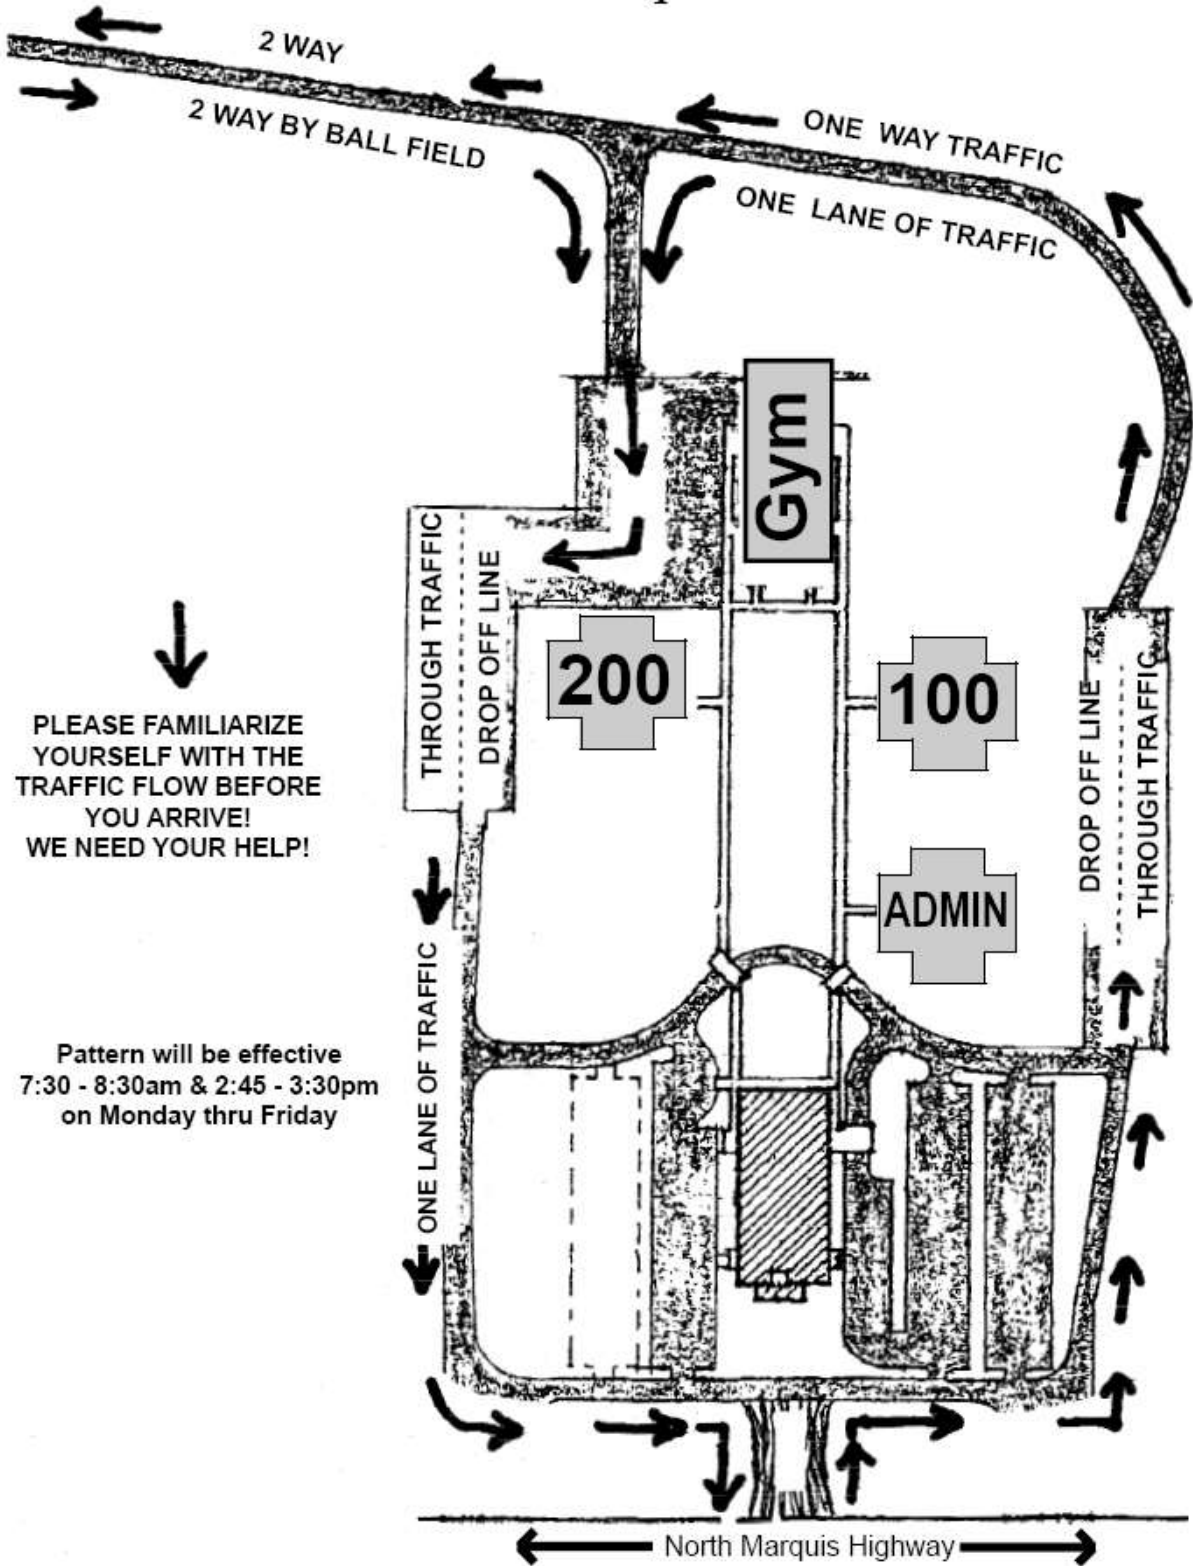 2 WAY
2 WAY BY BALL FIELD
ONE WAY TRAFFIC
ONE LANE OF TRAFFIC
Gym
THROUGH TRAFFIC
DROP OFF LINE
200
100
DROP OFF LINE
THROUGH TRAFFIC
PLEASE FAMILIARIZE
YOURSELF WITH THE
TRAFFIC FLOW BEFORE
YOU ARRIVE!
WE NEED YOUR HELP!
ADMIN
ONE LANE OF TRAFFIC
Pattern will be effective
7:30 - 8:30am & 2:45 - 3:30pm
on Monday thru Friday
North Marquis Highway